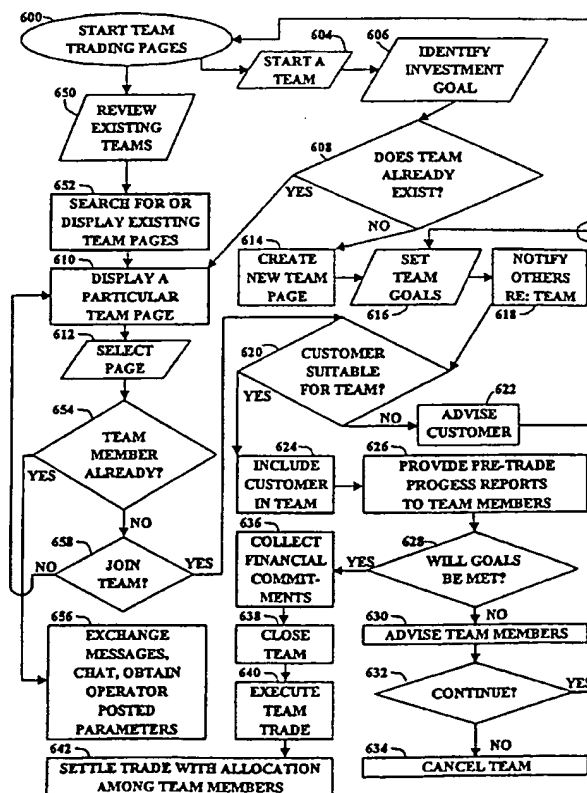 600
START TEAM
TRADING PAGES
604
START A
TEAM
606
IDENTIFY
INVESTMENT
GOAL
650
REVIEW
EXISTING
TEAMS
608
DOES TEAM
ALREADY
EXIST?
YES
NO
652
SEARCH FOR OR
DISPLAY EXISTING
TEAM PAGES
610
DISPLAY A
PARTICULAR
TEAM PAGE
614
CREATE
NEW TEAM
PAGE
SET
TEAM
GOALS
616
NOTIFY
OTHERS
RE: TEAM
618
612
SELECT
PAGE
620
CUSTOMER
SUITABLE
FOR TEAM?
YES
NO
622
ADVISE
CUSTOMER
654
TEAM
MEMBER
ALREADY?
YES
NO
624
INCLUDE
CUSTOMER
IN TEAM
626
PROVIDE PRE-TRADE
PROGESS REPORTS
TO TEAM MEMBERS
658
JOIN
TEAM?
NO
YES
636
COLLECT
FINANCIAL
COMMIT-
MENTS
628
WILL GOALS
BE MET?
YES
NO
656
EXCHANGE
MESSAGES,
CHAT, OBTAIN
OPERATOR
POSTED
PARAMETERS
638
CLOSE
TEAM
630
ADVISE TEAM MEMBERS
632
CONTINUE?
YES
NO
640
EXECUTE
TEAM
TRADE
634
CANCEL TEAM
642
SETTLE TRADE WITH ALLOCATION
AMONG TEAM MEMBERS